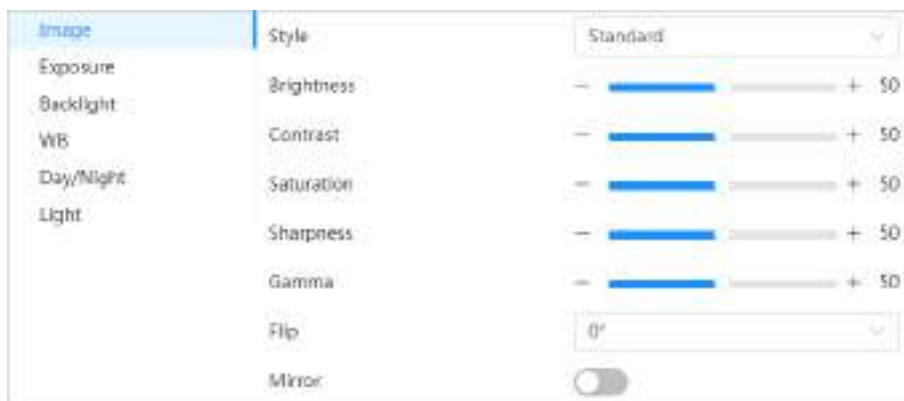 Image
Exposure
Backlight
WB
Day/Night
Light
Style Standard
Brightness − + 50
Contrast − + 50
Saturation − + 50
Sharpness − + 50
Gamma − + 50
Flip 0°
Mirror